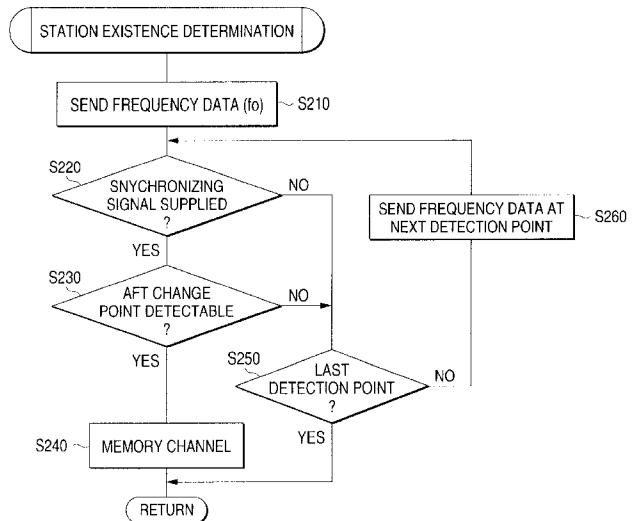 STATION EXISTENCE DETERMINATION
SEND FREQUENCY DATA (fo)
S210
S220
SNYCHRONIZING
SIGNAL SUPPLIED
?
NO
YES
SEND FREQUENCY DATA AT
NEXT DETECTION POINT
S260
S230
AFT CHANGE
POINT DETECTABLE
?
NO
YES
S250
LAST
DETECTION POINT
?
NO
YES
S240
MEMORY CHANNEL
RETURN